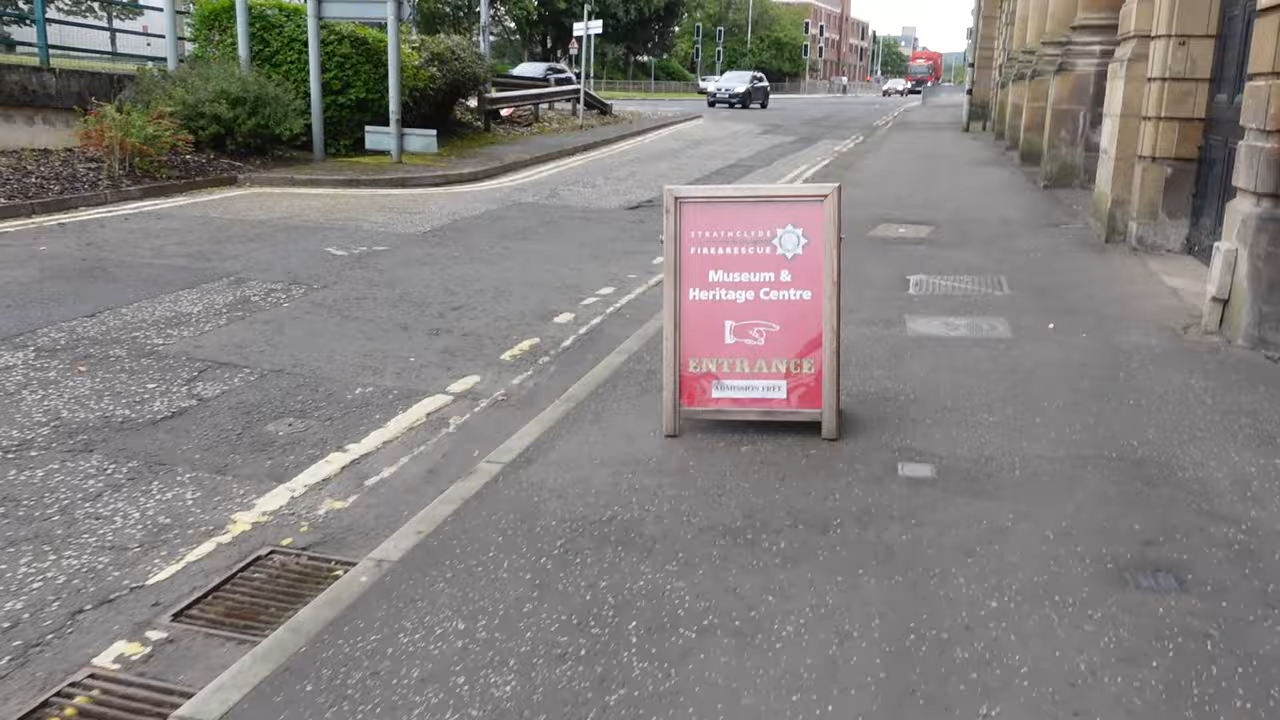 STRATHCLYDE
FIRE&RESCUE
Museum &
Heritage Centre
ENTRANCE
ADMISSION FREE